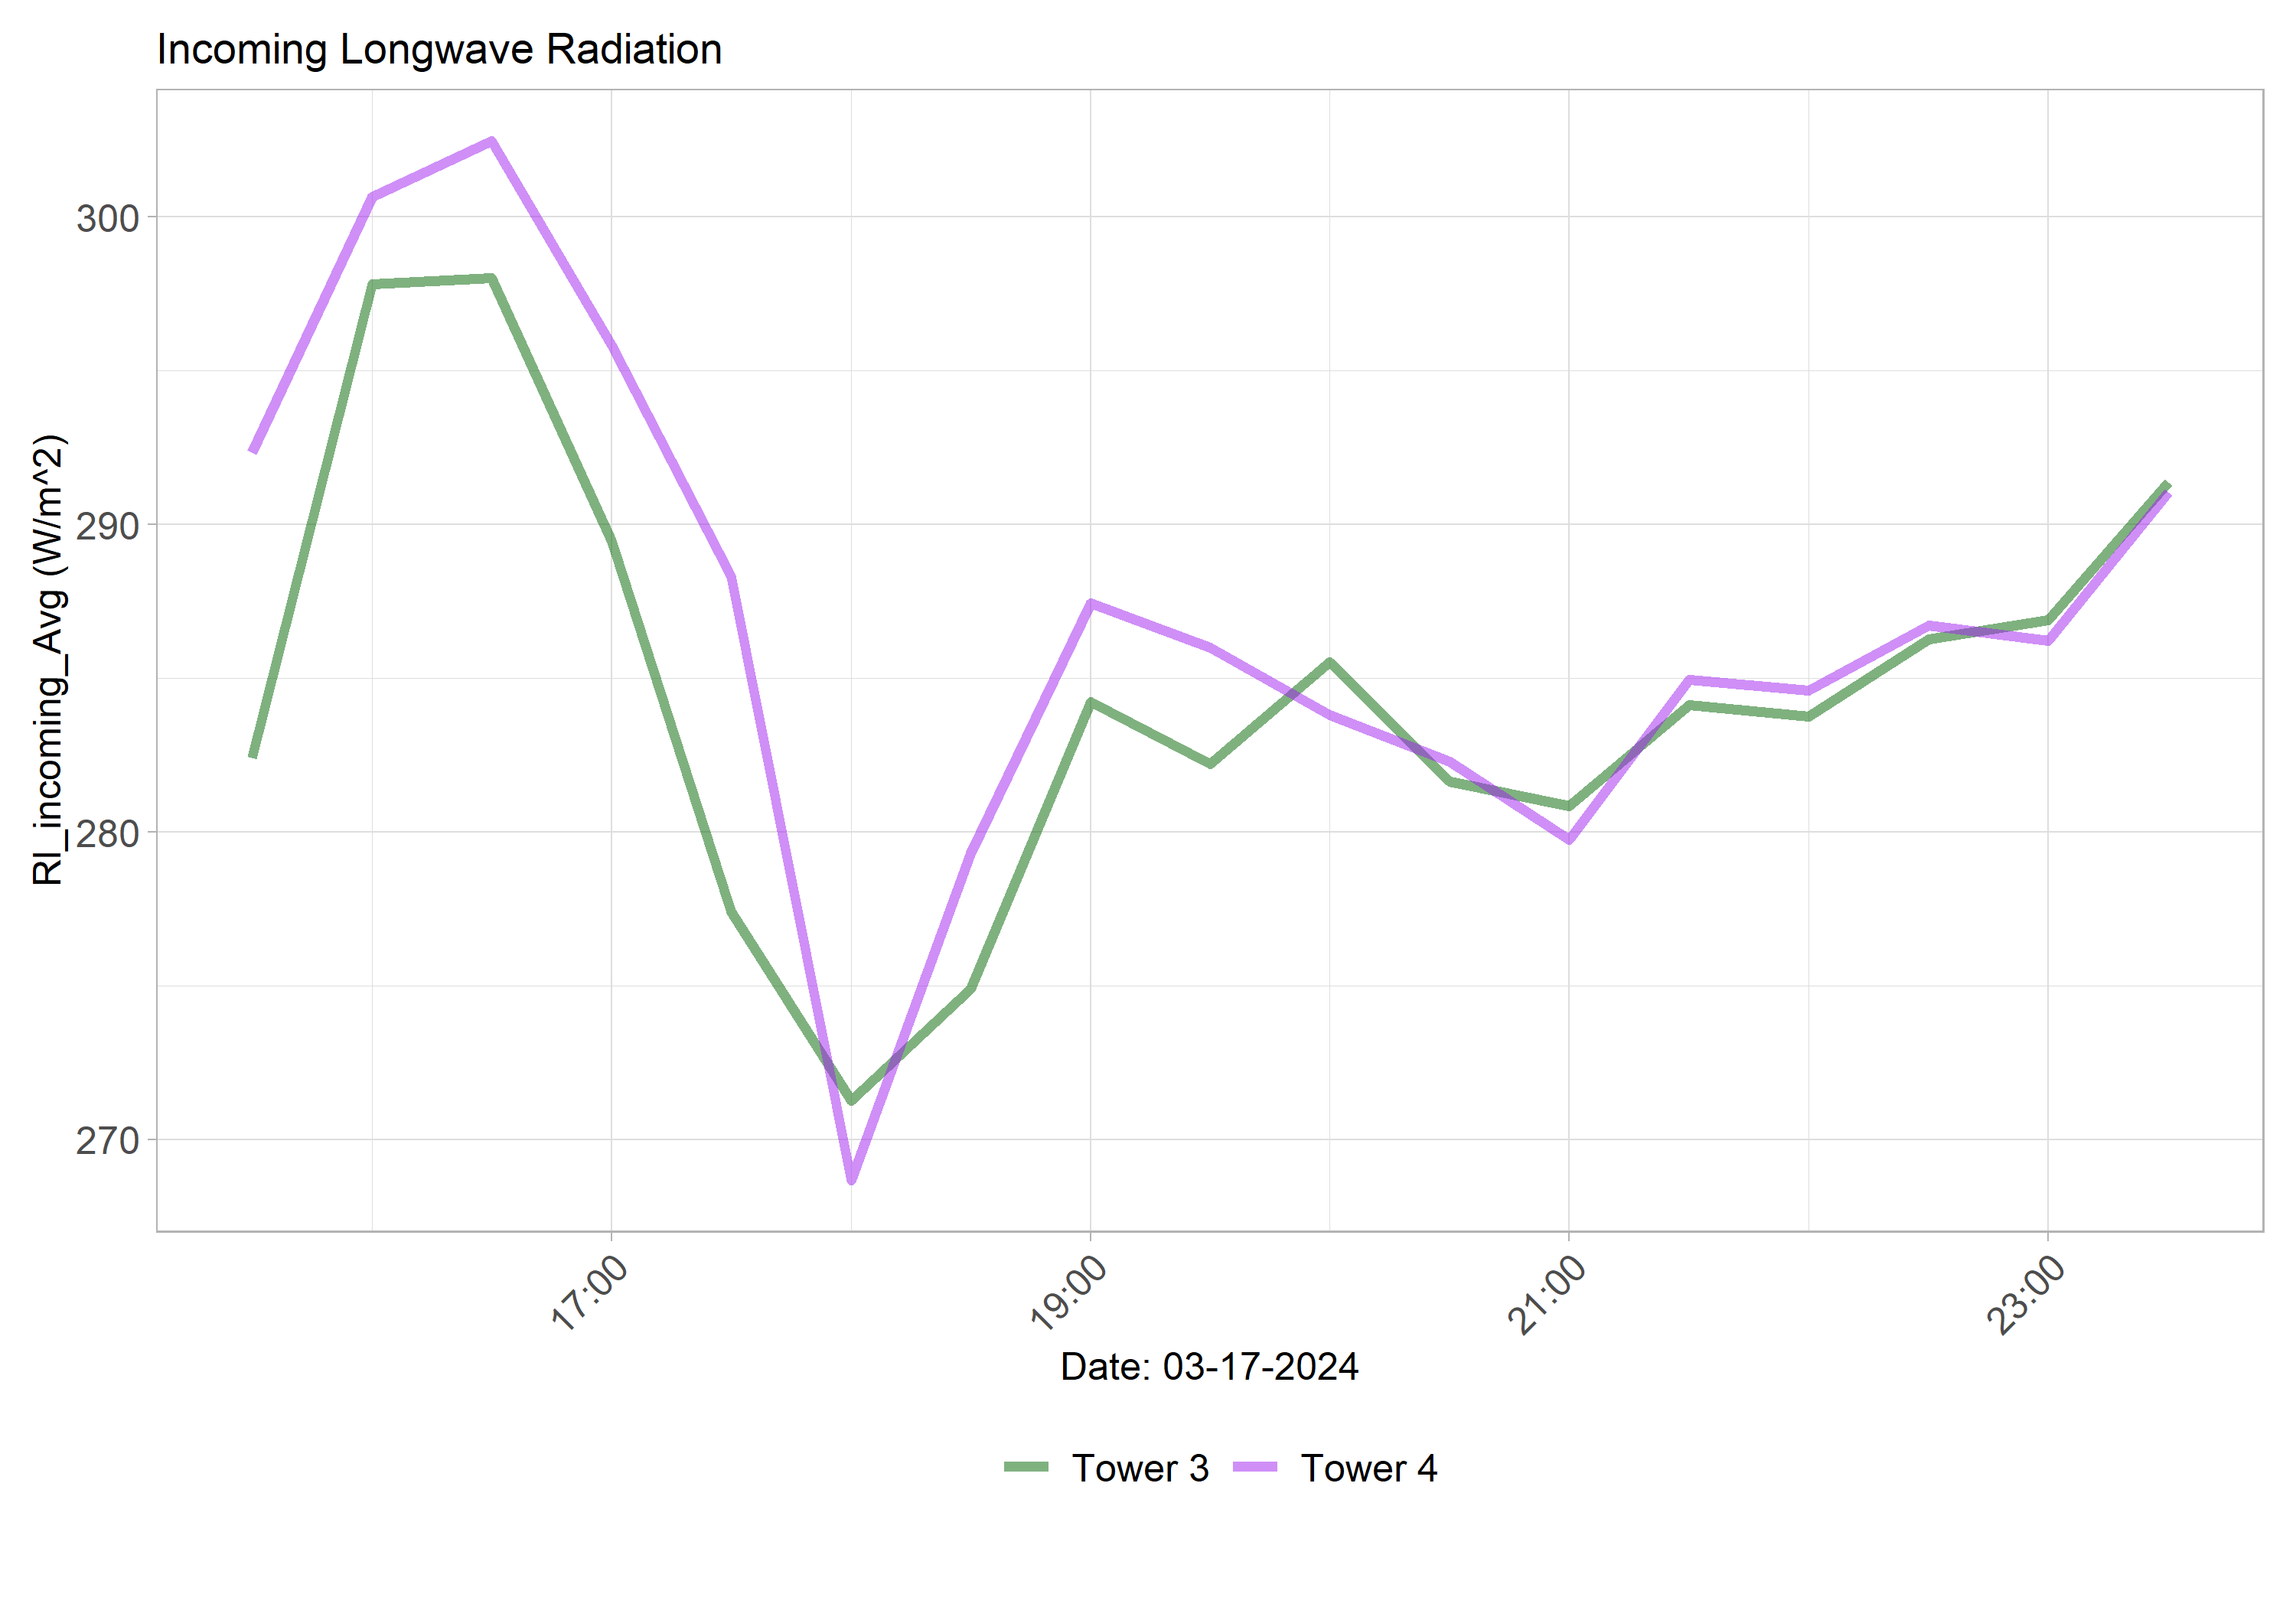 Incoming Longwave Radiation
Rl_incoming_Avg (W/m^2)
300
290
280
270
17:00
19:00
21:00
23:00
Date: 03-17-2024
Tower 3
Tower 4